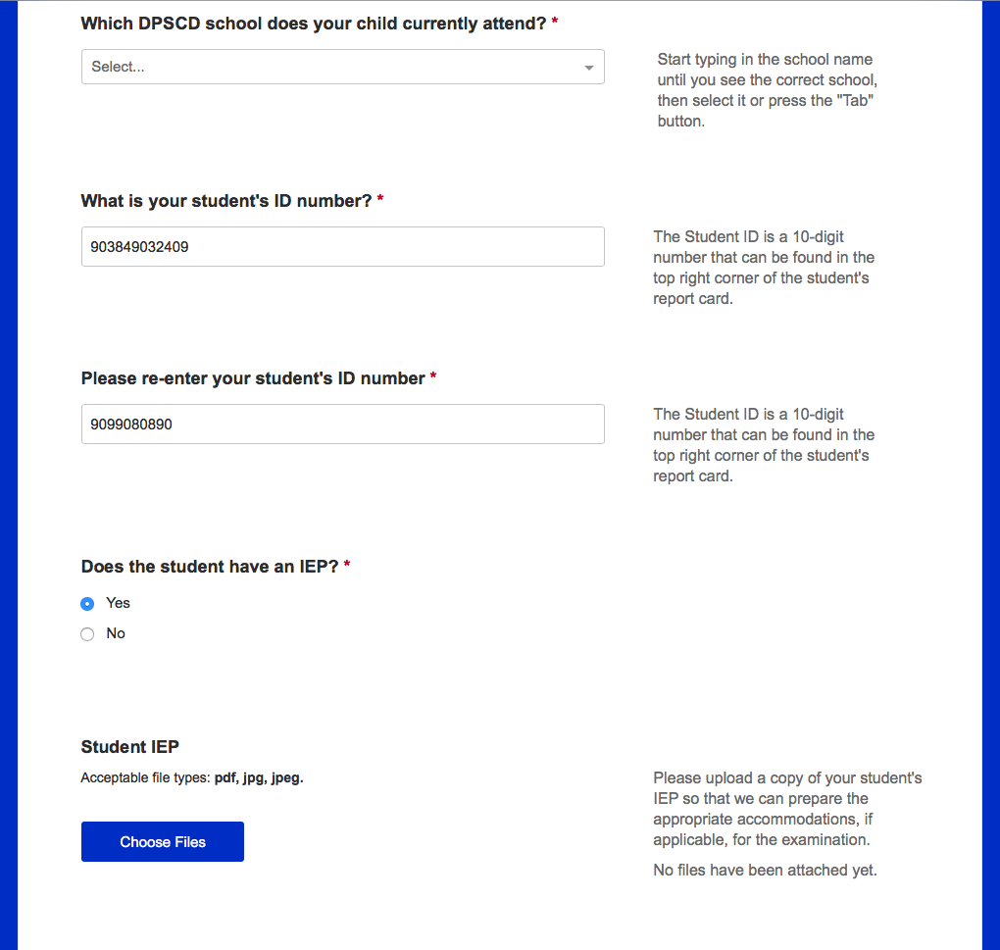 Which DPSCD school does your child currently attend? *
Select...
Start typing in the school name
until you see the correct school,
then select it or press the "Tab"
button.
What is your student's ID number? *
903849032409
The Student ID is a 10-digit
number that can be found in the
top right corner of the student's
report card.
Please re-enter your student's ID number *
9099080890
The Student ID is a 10-digit
number that can be found in the
top right corner of the student's
report card.
Does the student have an IEP? *
Yes
No
Student IEP
Acceptable file types: pdf, jpg, jpeg.
Choose Files
Please upload a copy of your student's
IEP so that we can prepare the
appropriate accommodations, if
applicable, for the examination.
No files have been attached yet.